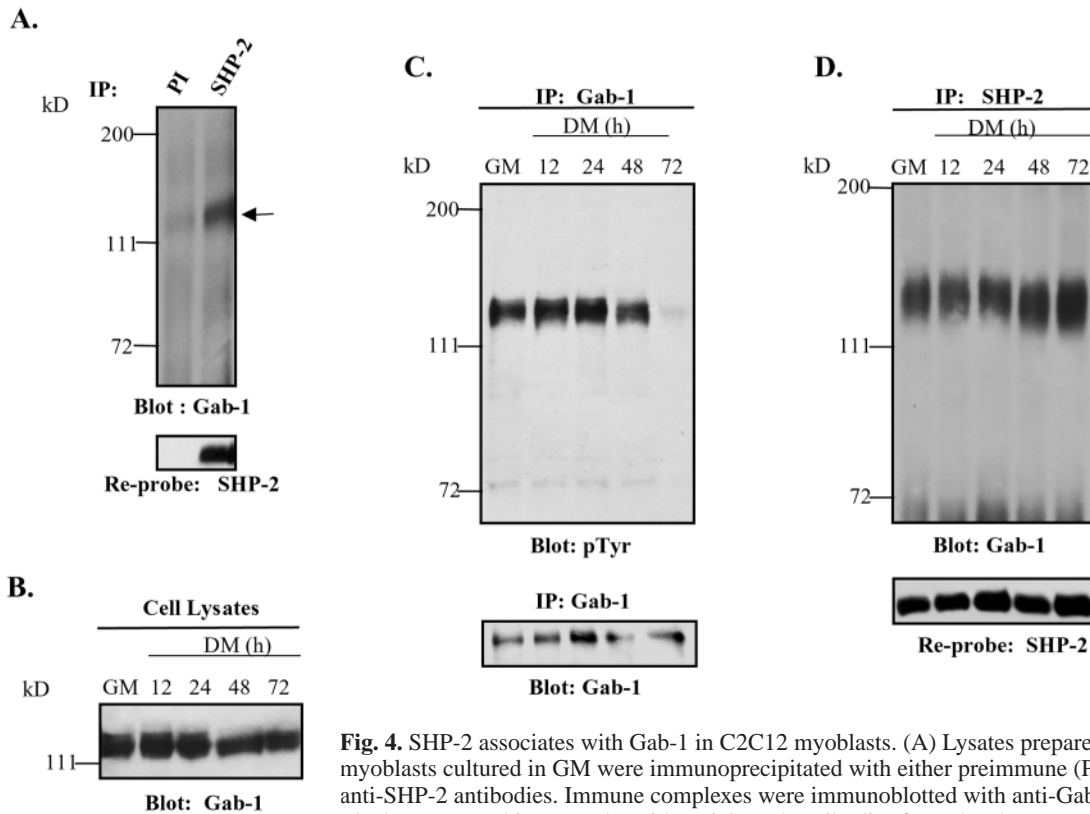 A.
IP: PI SHP-2
kD
200
111
72
Blot : Gab-1
Re-probe: SHP-2
B.
Cell Lysates
DM (h)
kD GM 12 24 48 72
111
Blot: Gab-1
C.
IP: Gab-1
DM (h)
kD GM 12 24 48 72
200
111
72
Blot: pTyr
IP: Gab-1
Blot: Gab-1
D.
IP: SHP-2
DM (h)
kD GM 12 24 48 72
200
111
72
Blot: Gab-1
Re-probe: SHP-2
Fig. 4. SHP-2 associates with Gab-1 in C2C12 myoblasts. (A) Lysates prepare
myoblasts cultured in GM were immunoprecipitated with either preimmune (
anti-SHP-2 antibodies. Immune complexes were immunoblotted with anti-Gab